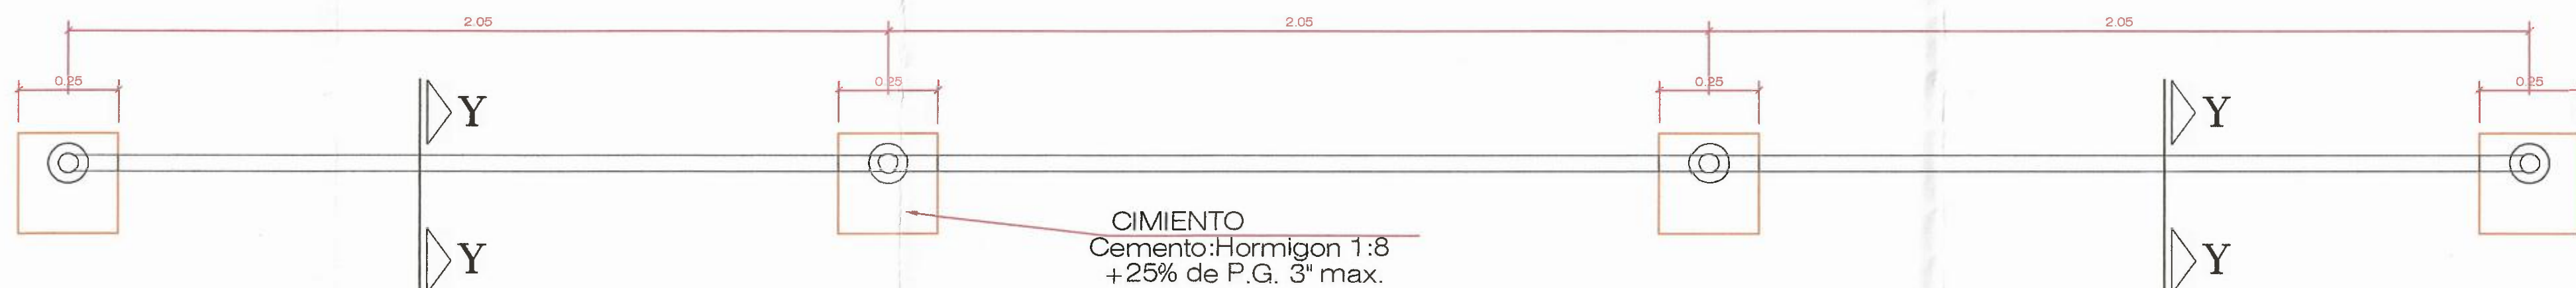 2.05 2.05 2.05
0.25 0.25 0.25 0.25
Y Y
CIMIENTO
Cemento:Hormigon 1:8
+25% de P.G. 3" max.
Y Y